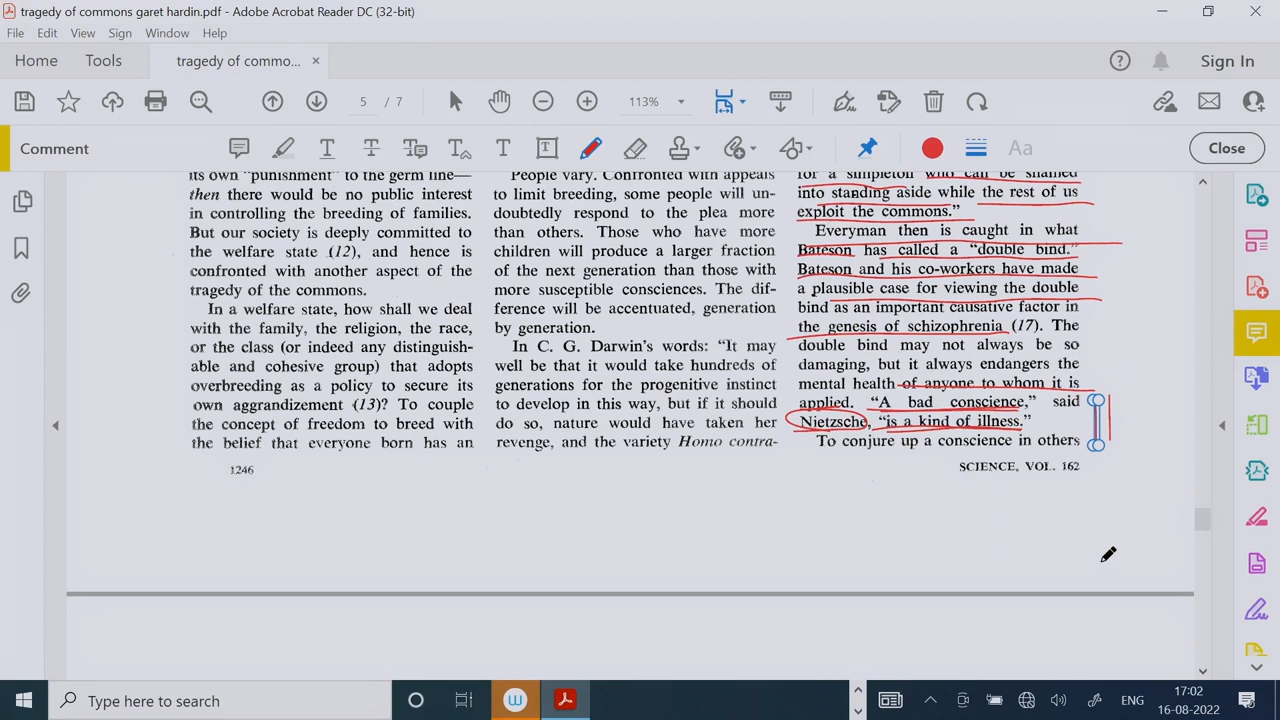 tragedy of commons garet hardin.pdf - Adobe Acrobat Reader DC (32-bit)
File Edit View Sign Window Help
Home Tools tragedy of commo... × Sign In
5 / 7 113%
Comment Aa Close
its own "punishment" to the germ line—
then there would be no public interest
in controlling the breeding of families.
But our society is deeply committed to
the welfare state (12), and hence is
confronted with another aspect of the
tragedy of the commons.
In a welfare state, how shall we deal
with the family, the religion, the race,
or the class (or indeed any distinguish-
able and cohesive group) that adopts
overbreeding as a policy to secure its
own aggrandizement (13)? To couple
the concept of freedom to breed with
the belief that everyone born has an
1246
People vary. Confronted with appeals
to limit breeding, some people will un-
doubtedly respond to the plea more
than others. Those who have more
children will produce a larger fraction
of the next generation than those with
more susceptible consciences. The dif-
ference will be accentuated, generation
by generation.
In C. G. Darwin's words: "It may
well be that it would take hundreds of
generations for the progenitive instinct
to develop in this way, but if it should
do so, nature would have taken her
revenge, and the variety Homo contra-
for a simpleton who can be shamed
into standing aside while the rest of us
exploit the commons."
Everyman then is caught in what
Bateson has called a "double bind."
Bateson and his co-workers have made
a plausible case for viewing the double
bind as an important causative factor in
the genesis of schizophrenia (17). The
double bind may not always be so
damaging, but it always endangers the
mental health of anyone to whom it is
applied. "A bad conscience," said
Nietzsche, "is a kind of illness."
To conjure up a conscience in others
SCIENCE, VOL. 162
Type here to search
ENG
17:02
16-08-2022